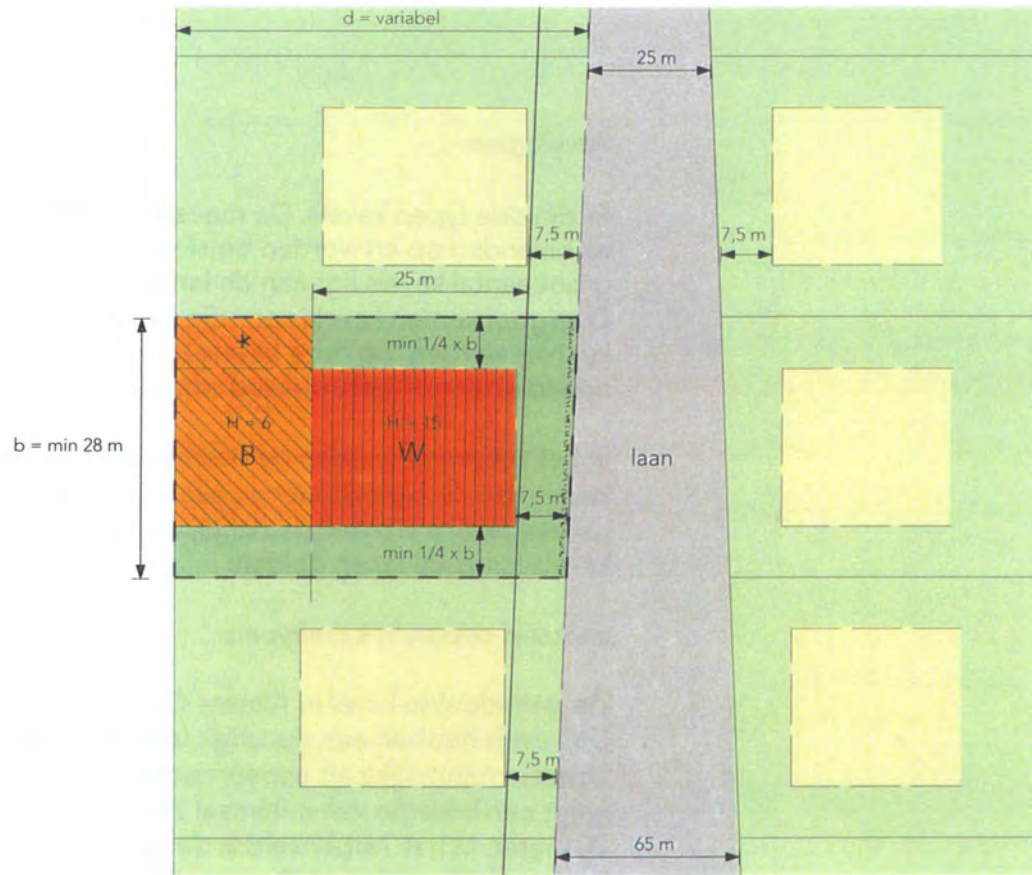 d = variabel
25 m
7,5 m
7,5 m
25 m
*
min 1/4 x b
H = 6
H = 15
b = min 28 m
B
W
laan
7,5 m
min 1/4 x b
7,5 m
65 m